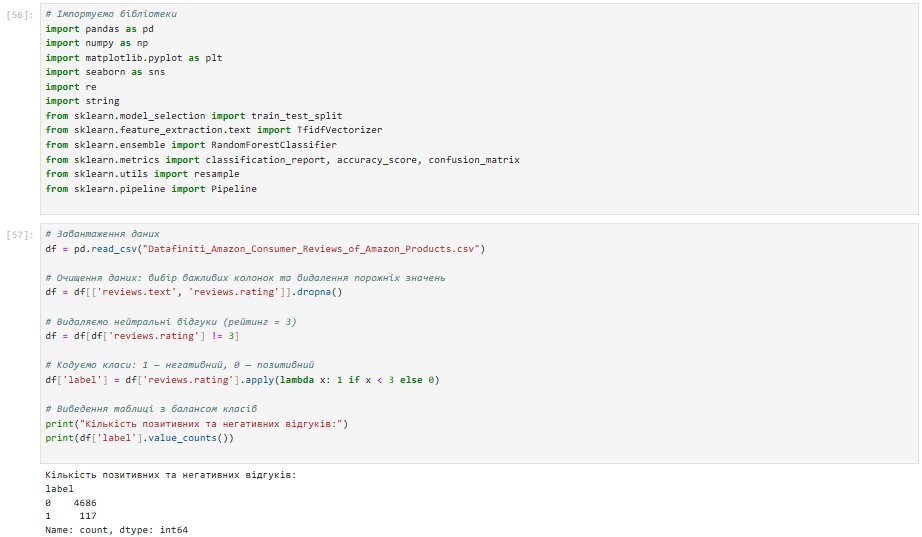 [56]: # Імпортуємо бібліотеки
import pandas as pd
import numpy as np
import matplotlib.pyplot as plt
import seaborn as sns
import re
import string
from sklearn.model_selection import train_test_split
from sklearn.feature_extraction.text import TfidfVectorizer
from sklearn.ensemble import RandomForestClassifier
from sklearn.metrics import classification_report, accuracy_score, confusion_matrix
from sklearn.utils import resample
from sklearn.pipeline import Pipeline
[57]: # Завантаження даних
df = pd.read_csv("Datafiniti_Amazon_Consumer_Reviews_of_Amazon_Products.csv")
# Очищення даних: вибір важливих колонок та видалення порожніх значень
df = df[['reviews.text', 'reviews.rating']].dropna()
# Видаляємо нейтральні відгуки (рейтинг = 3)
df = df[df['reviews.rating'] != 3]
# Кодуємо класи: 1 — негативний, 0 — позитивний
df['label'] = df['reviews.rating'].apply(lambda x: 1 if x < 3 else 0)
# Виведення таблиці з балансом класів
print("Кількість позитивних та негативних відгуків:")
print(df['label'].value_counts())
Кількість позитивних та негативних відгуків:
label
0    4686
1     117
Name: count, dtype: int64